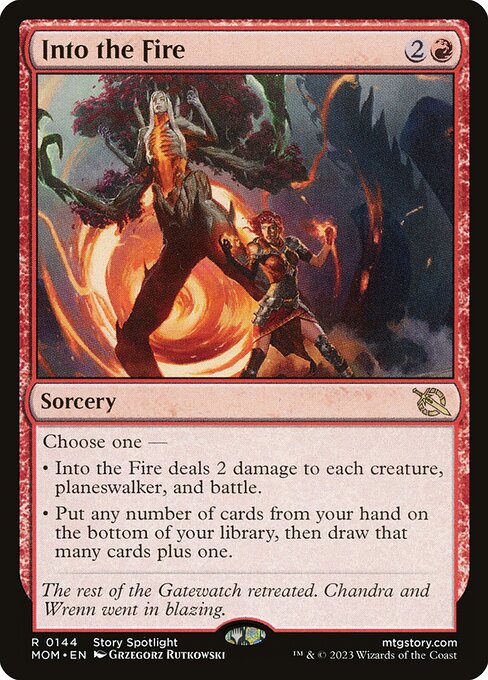 Into the Fire 2
Sorcery
Choose one —
• Into the Fire deals 2 damage to each creature,
planeswalker, and battle.
• Put any number of cards from your hand on
the bottom of your library, then draw that
many cards plus one.
The rest of the Gatewatch retreated. Chandra and
Wrenn went in blazing.
R 0144 Story Spotlight mtgstory.com
MOM • EN Grzegorz Rutkowski ™ & © 2023 Wizards of the Coast